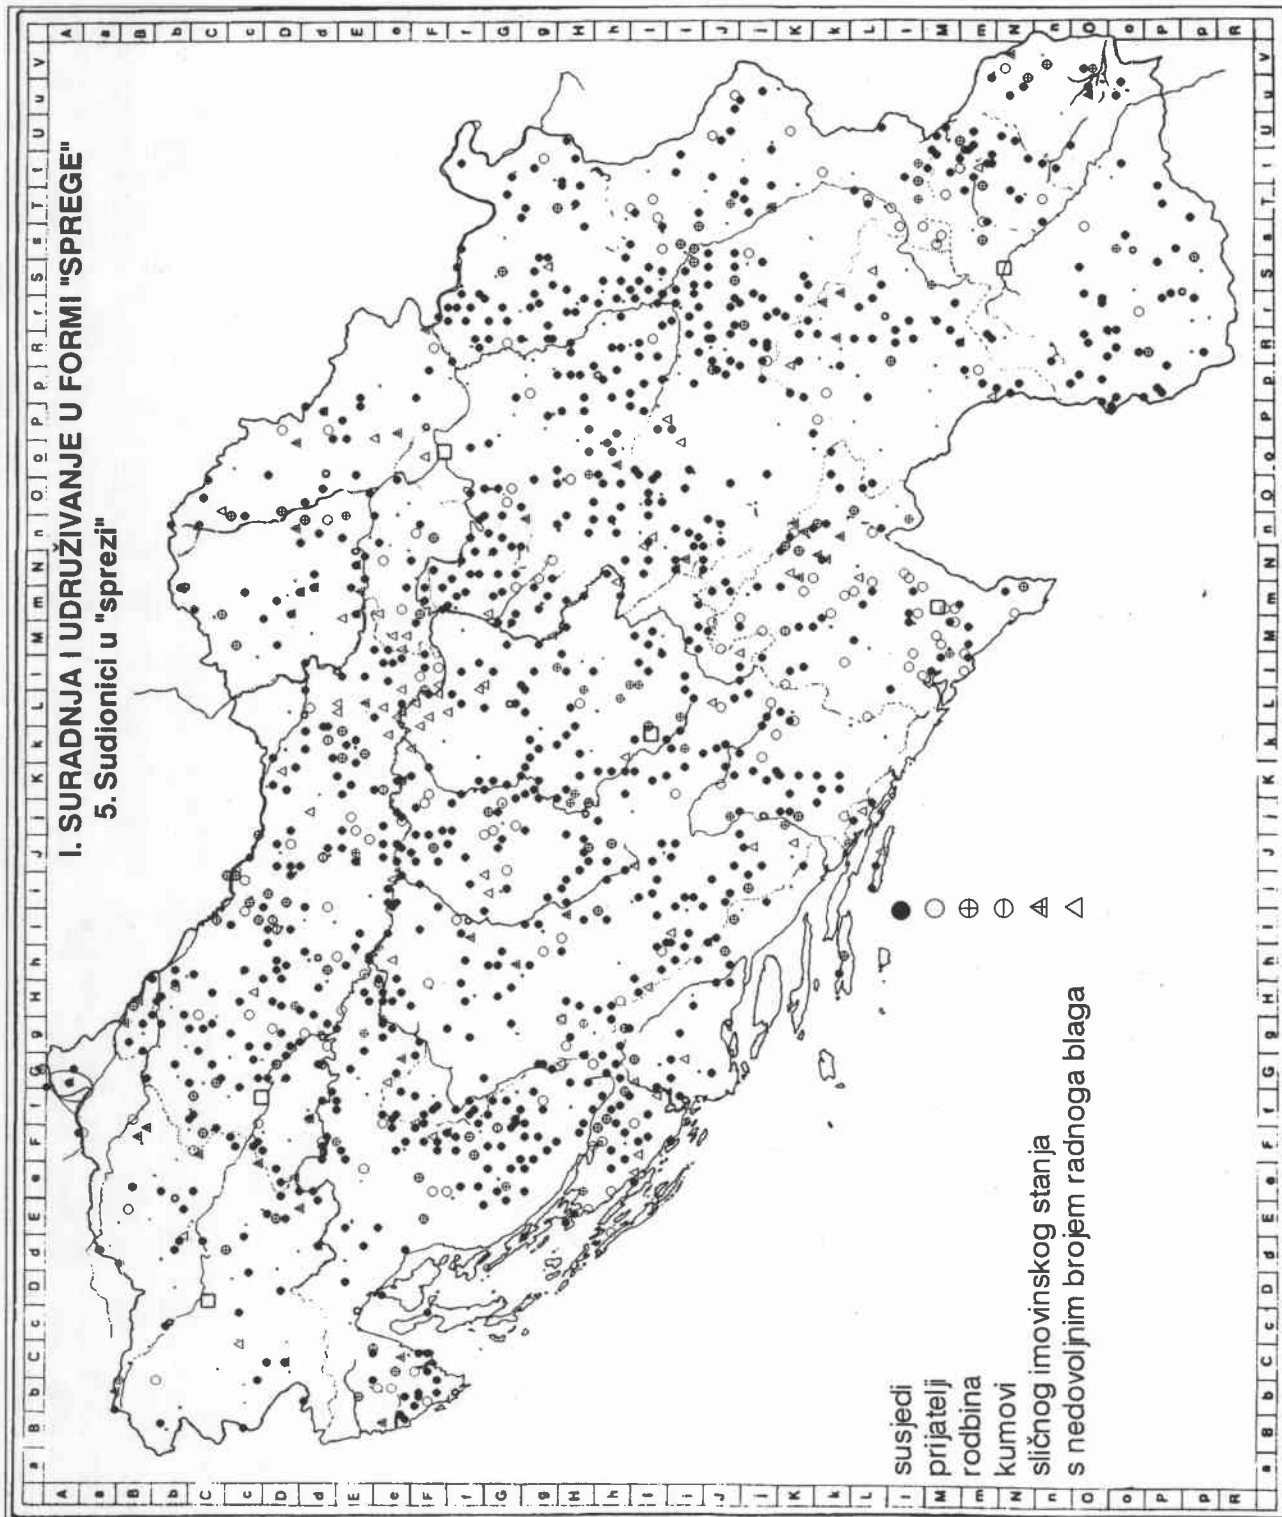 I. SURADNJA I UDRUŽIVANJE U FORMI "SPREGE"
5. Sudionici u "sprezi"
susjedi
prijatelji
rodbina
kumovi
sličnog imovinskog stanja
s nedovoljnim brojem radnoga blaga